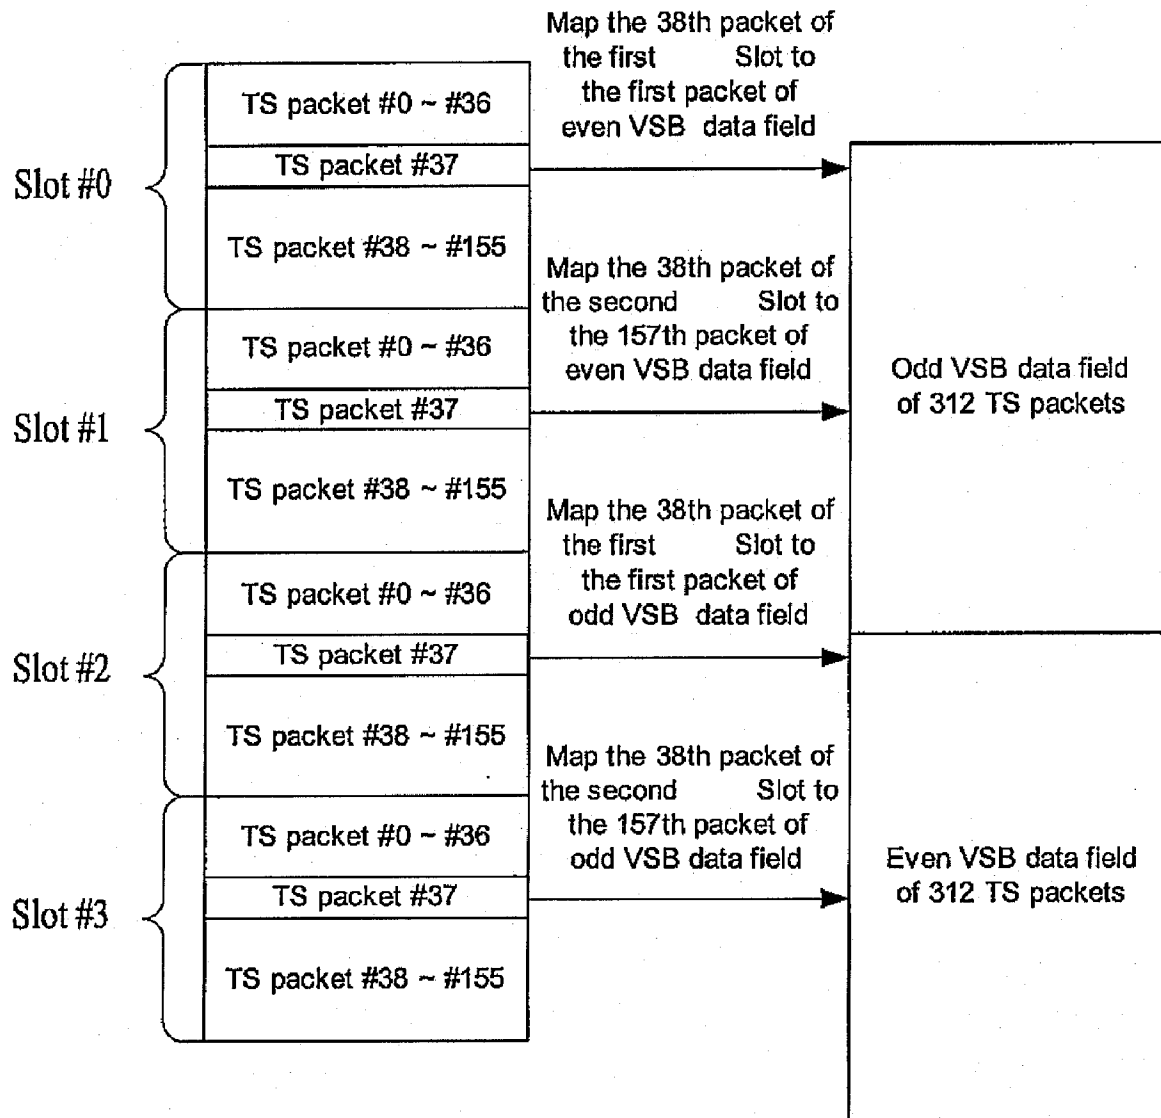 Map the 38th packet of
the first Slot to
the first packet of
even VSB data field
TS packet #0 ~ #36
TS packet #37
Slot #0
TS packet #38 ~ #155
Map the 38th packet of
the second Slot to
the 157th packet of
even VSB data field
TS packet #0 ~ #36
TS packet #37
Slot #1
TS packet #38 ~ #155
Odd VSB data field
of 312 TS packets
Map the 38th packet of
the first Slot to
the first packet of
odd VSB data field
TS packet #0 ~ #36
TS packet #37
Slot #2
TS packet #38 ~ #155
Map the 38th packet of
the second Slot to
the 157th packet of
odd VSB data field
TS packet #0 ~ #36
TS packet #37
Slot #3
TS packet #38 ~ #155
Even VSB data field
of 312 TS packets